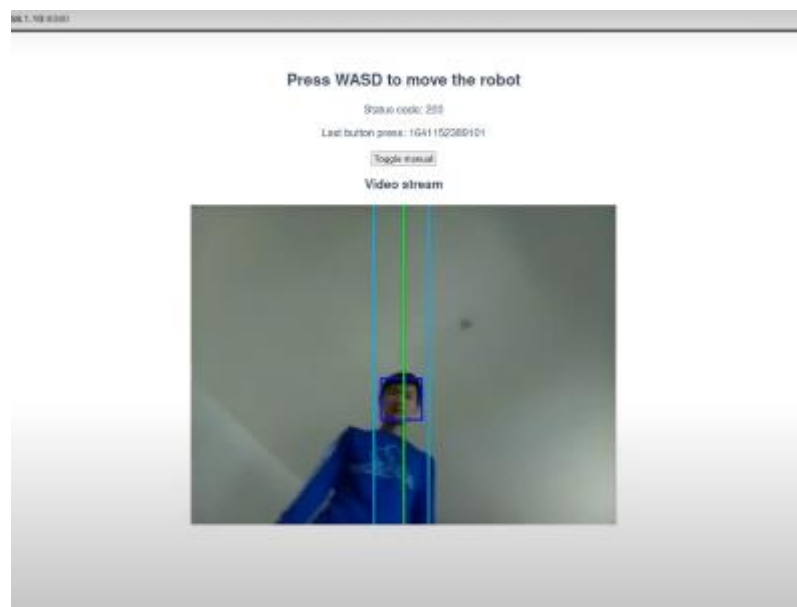 Press WASD to move the robot
Status code: 200
Last button press: 1641152389101
Toggle manual
Video stream